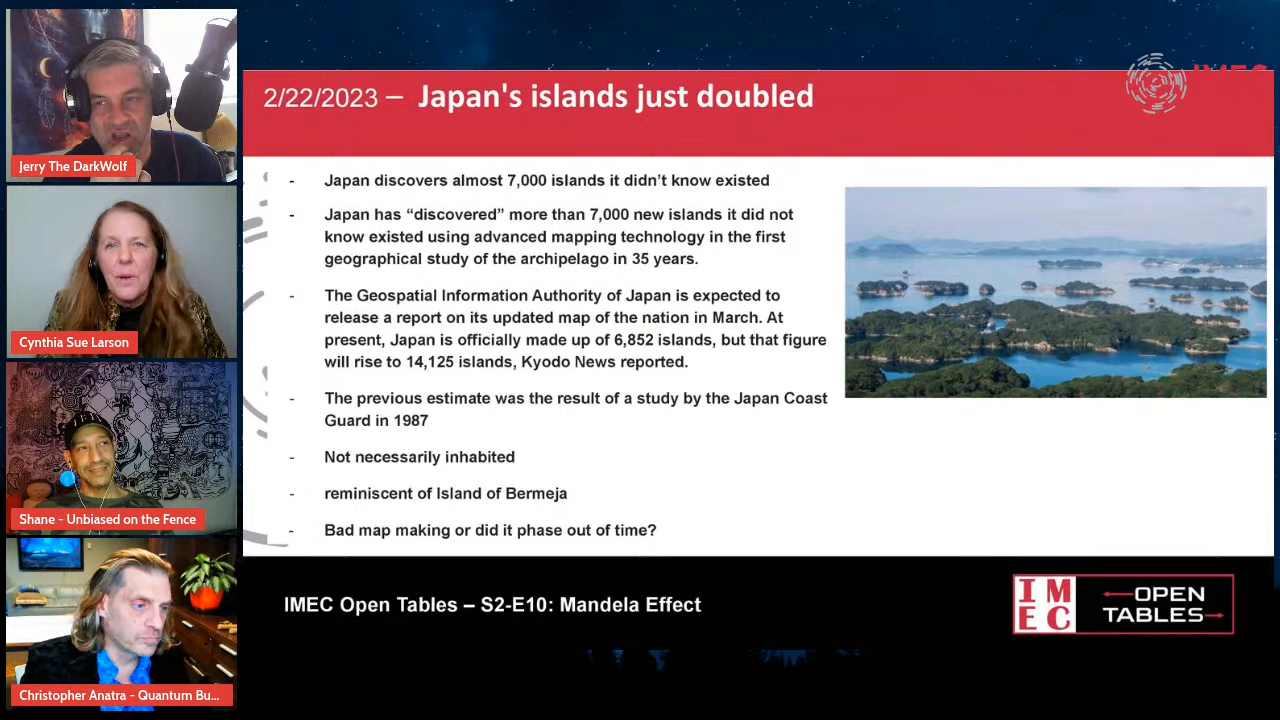 Jerry The DarkWolf
Cynthia Sue Larson
Shane - Unbiased on the Fence
Christopher Anatra - Quantum Bu...
2/22/2023 – Japan's islands just doubled
IMEC
- Japan discovers almost 7,000 islands it didn't know existed
- Japan has “discovered” more than 7,000 new islands it did not
know existed using advanced mapping technology in the first
geographical study of the archipelago in 35 years.
- The Geospatial Information Authority of Japan is expected to
release a report on its updated map of the nation in March. At
present, Japan is officially made up of 6,852 islands, but that figure
will rise to 14,125 islands, Kyodo News reported.
- The previous estimate was the result of a study by the Japan Coast
Guard in 1987
- Not necessarily inhabited
- reminiscent of Island of Bermeja
- Bad map making or did it phase out of time?
IMEC Open Tables – S2-E10: Mandela Effect
IM
EC
OPEN
TABLES